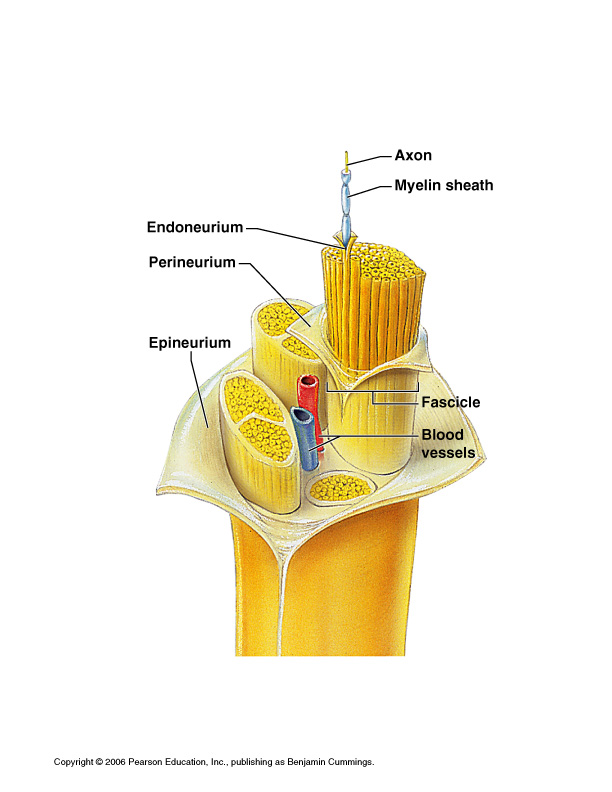 Axon
Myelin sheath
Endoneurium
Perineurium
Epineurium
Fascicle
Blood
vessels
Copyright © 2006 Pearson Education, Inc., publishing as Benjamin Cummings.